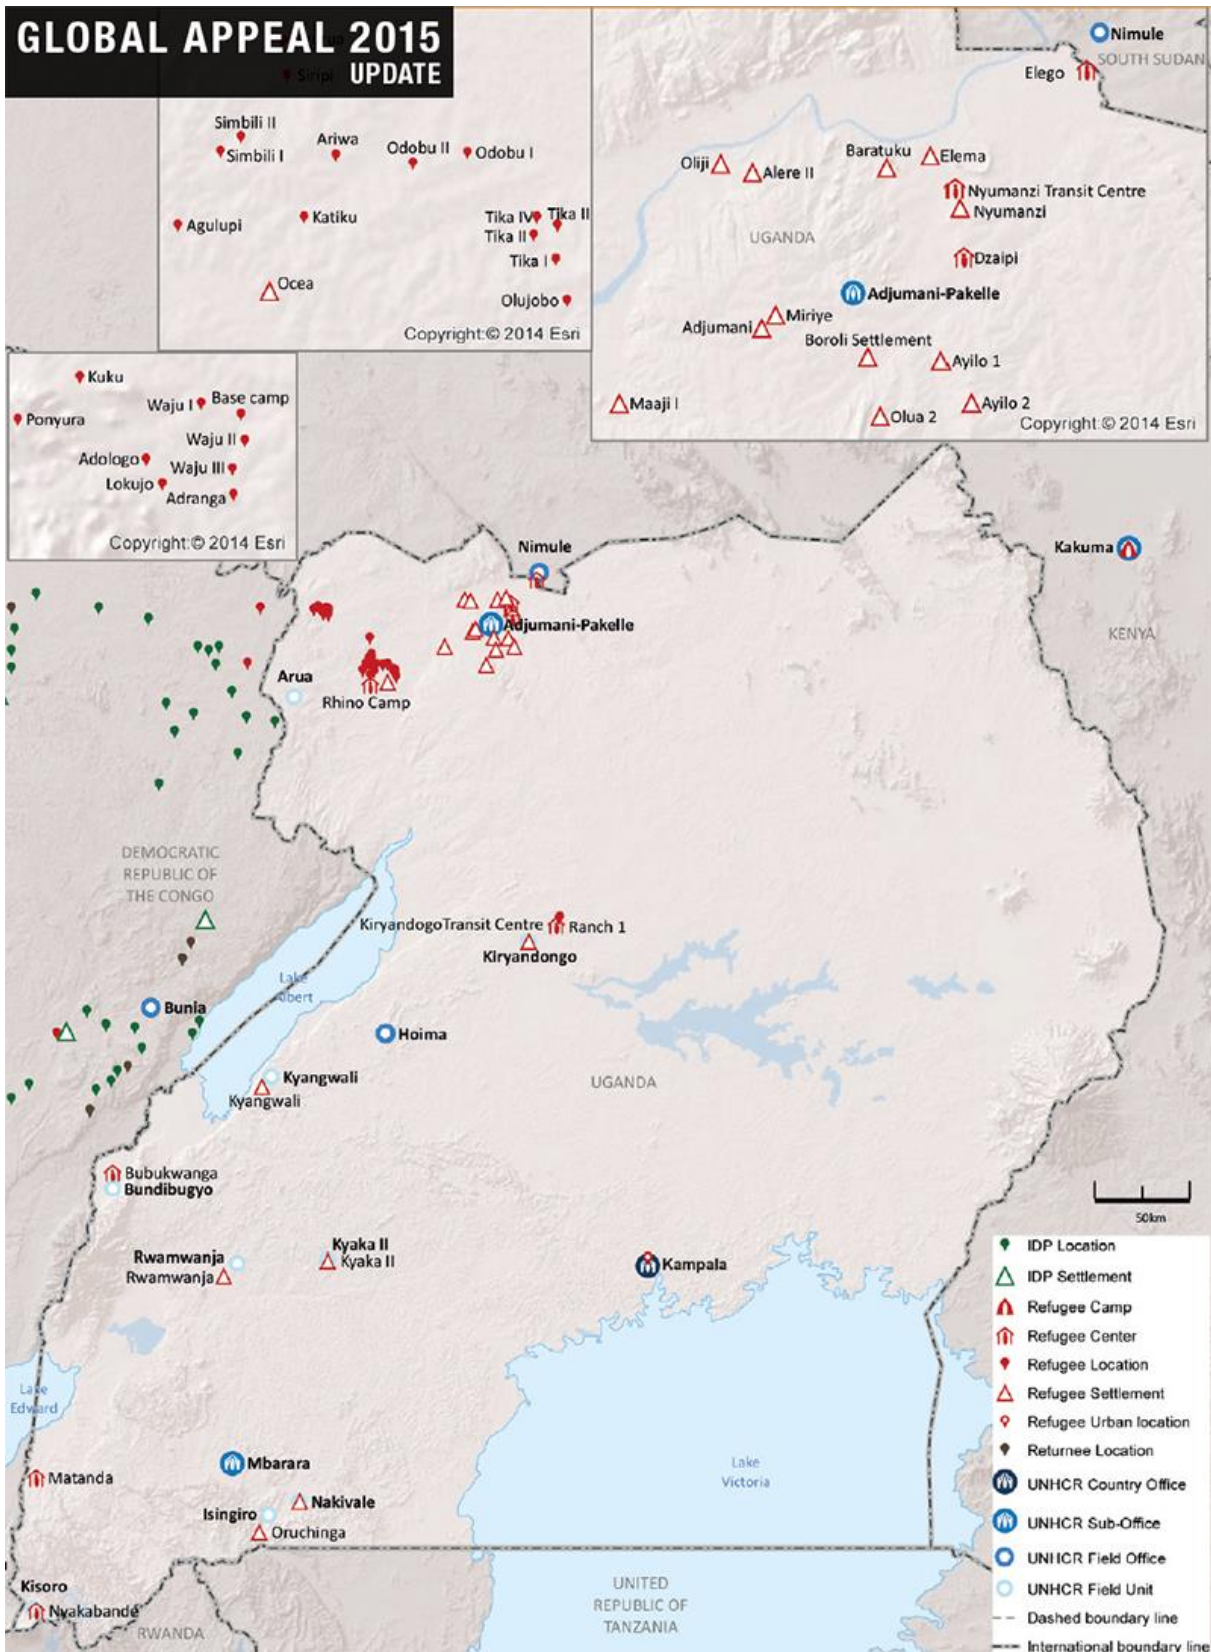 GLOBAL APPEAL 2015
UPDATE
Siripi
Simbili II
Simbili I
Ariwa
Odobu II
Odobu I
Agulupi
Katiku
Tika IV
Tika II
Tika II
Tika I
Ocea
Olujobo
Copyright:© 2014 Esri
Nimule
SOUTH SUDAN
Elego
Oliji
Alere II
Baratuku
Elema
Nyumanzi Transit Centre
Nyumanzi
UGANDA
Dzaipi
Adjumani-Pakelle
Miriye
Adjumani
Boroli Settlement
Ayilo 1
Maaji I
Olua 2
Ayilo 2
Copyright:© 2014 Esri
Kuku
Ponyura
Waju I
Base camp
Waju II
Adologo
Waju III
Lokujo
Adranga
Copyright:© 2014 Esri
Nimule
Kakuma
Adjumani-Pakelle
KENYA
Arua
Rhino Camp
DEMOCRATIC
REPUBLIC OF
THE CONGO
KiryandogoTransit Centre
Ranch 1
Kiryandongo
Lake
Albert
Bunia
Hoima
Kyangwali
Kyangwali
UGANDA
Bubukwanga
Bundibugyo
50km
Rwamwanja
Rwamwanja
Kyaka II
Kyaka II
Kampala
Lake
Edward
Mbarara
Matanda
Lake
Victoria
Nakivale
Isingiro
Oruchinga
Kisoro
Nyakabande
RWANDA
UNITED
REPUBLIC OF
TANZANIA
IDP Location
IDP Settlement
Refugee Camp
Refugee Center
Refugee Location
Refugee Settlement
Refugee Urban location
Returnee Location
UNHCR Country Office
UNHCR Sub-Office
UNHCR Field Office
UNHCR Field Unit
Dashed boundary line
International boundary line